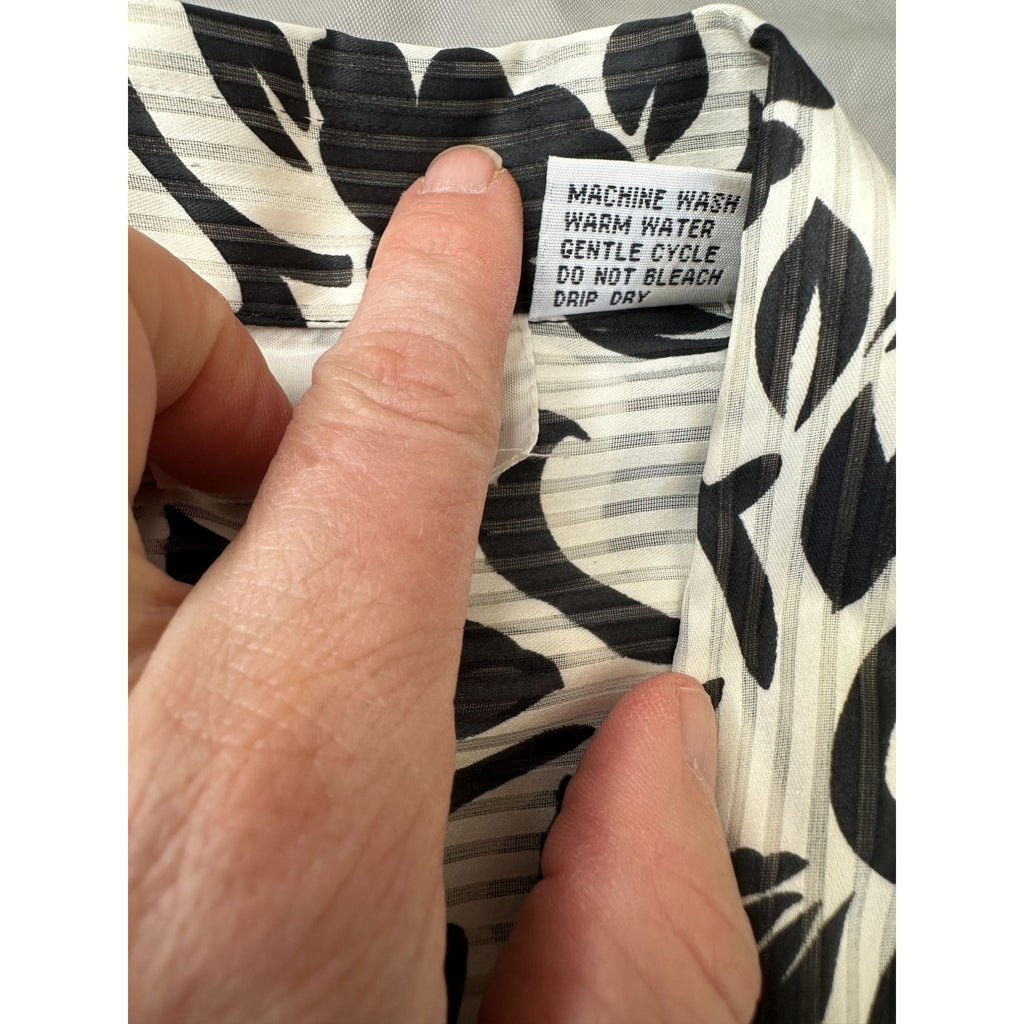 MACHINE WASH
WARM WATER
GENTLE CYCLE
DO NOT BLEACH
DRIP DRY